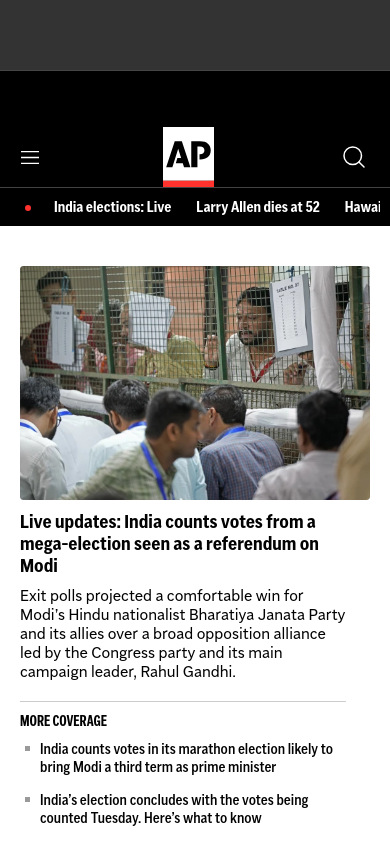 AP
India elections: Live Larry Allen dies at 52 Hawai
Live updates: India counts votes from a
mega-election seen as a referendum on
Modi
Exit polls projected a comfortable win for
Modi's Hindu nationalist Bharatiya Janata Party
and its allies over a broad opposition alliance
led by the Congress party and its main
campaign leader, Rahul Gandhi.
MORE COVERAGE
India counts votes in its marathon election likely to
bring Modi a third term as prime minister
India's election concludes with the votes being
counted Tuesday. Here's what to know